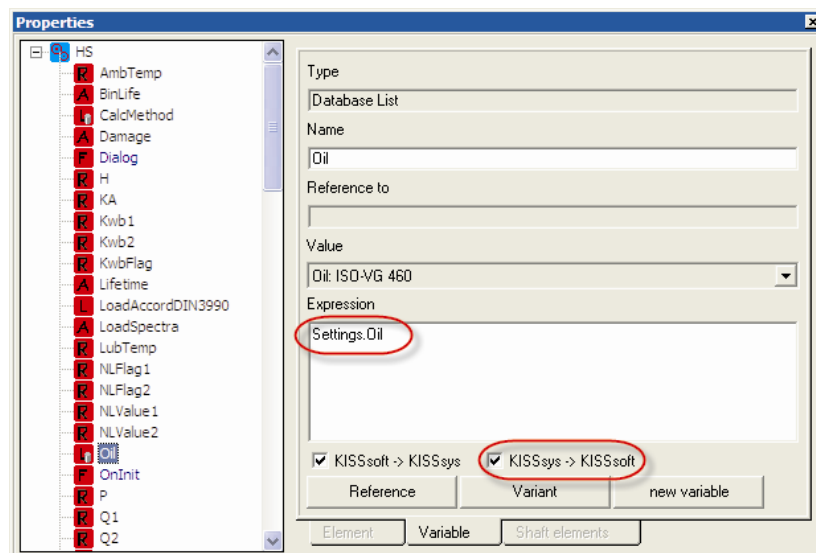 Properties
HS
AmbTemp
BinLife
CalcMethod
Damage
Dialog
H
KA
Kwb1
Kwb2
KwbFlag
Lifetime
LoadAccordDIN3990
LoadSpectra
LubTemp
NLFlag1
NLFlag2
NLValue1
NLValue2
Oil
OnInit
P
Q1
Q2
Type
Database List
Name
Oil
Reference to
Value
Oil: ISO-VG 460
Expression
Settings.Oil
KISSsoft -> KISSsys
KISSsys -> KISSsoft
Reference
Variant
new variable
Element
Variable
Shaft elements